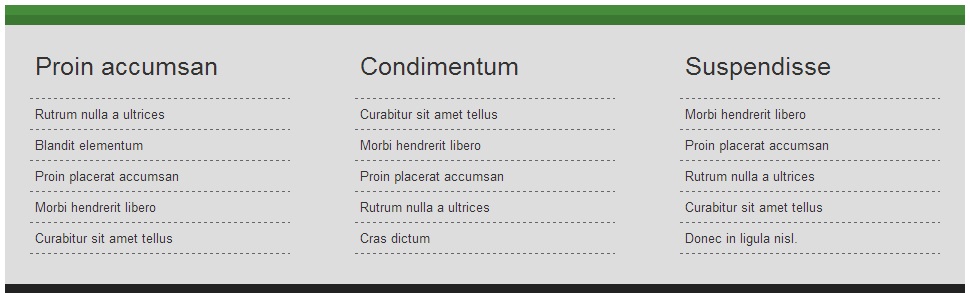 Proin accumsan
Rutrum nulla a ultrices
Blandit elementum
Proin placerat accumsan
Morbi hendrerit libero
Curabitur sit amet tellus
Condimentum
Curabitur sit amet tellus
Morbi hendrerit libero
Proin placerat accumsan
Rutrum nulla a ultrices
Cras dictum
Suspendisse
Morbi hendrerit libero
Proin placerat accumsan
Rutrum nulla a ultrices
Curabitur sit amet tellus
Donec in ligula nisl.